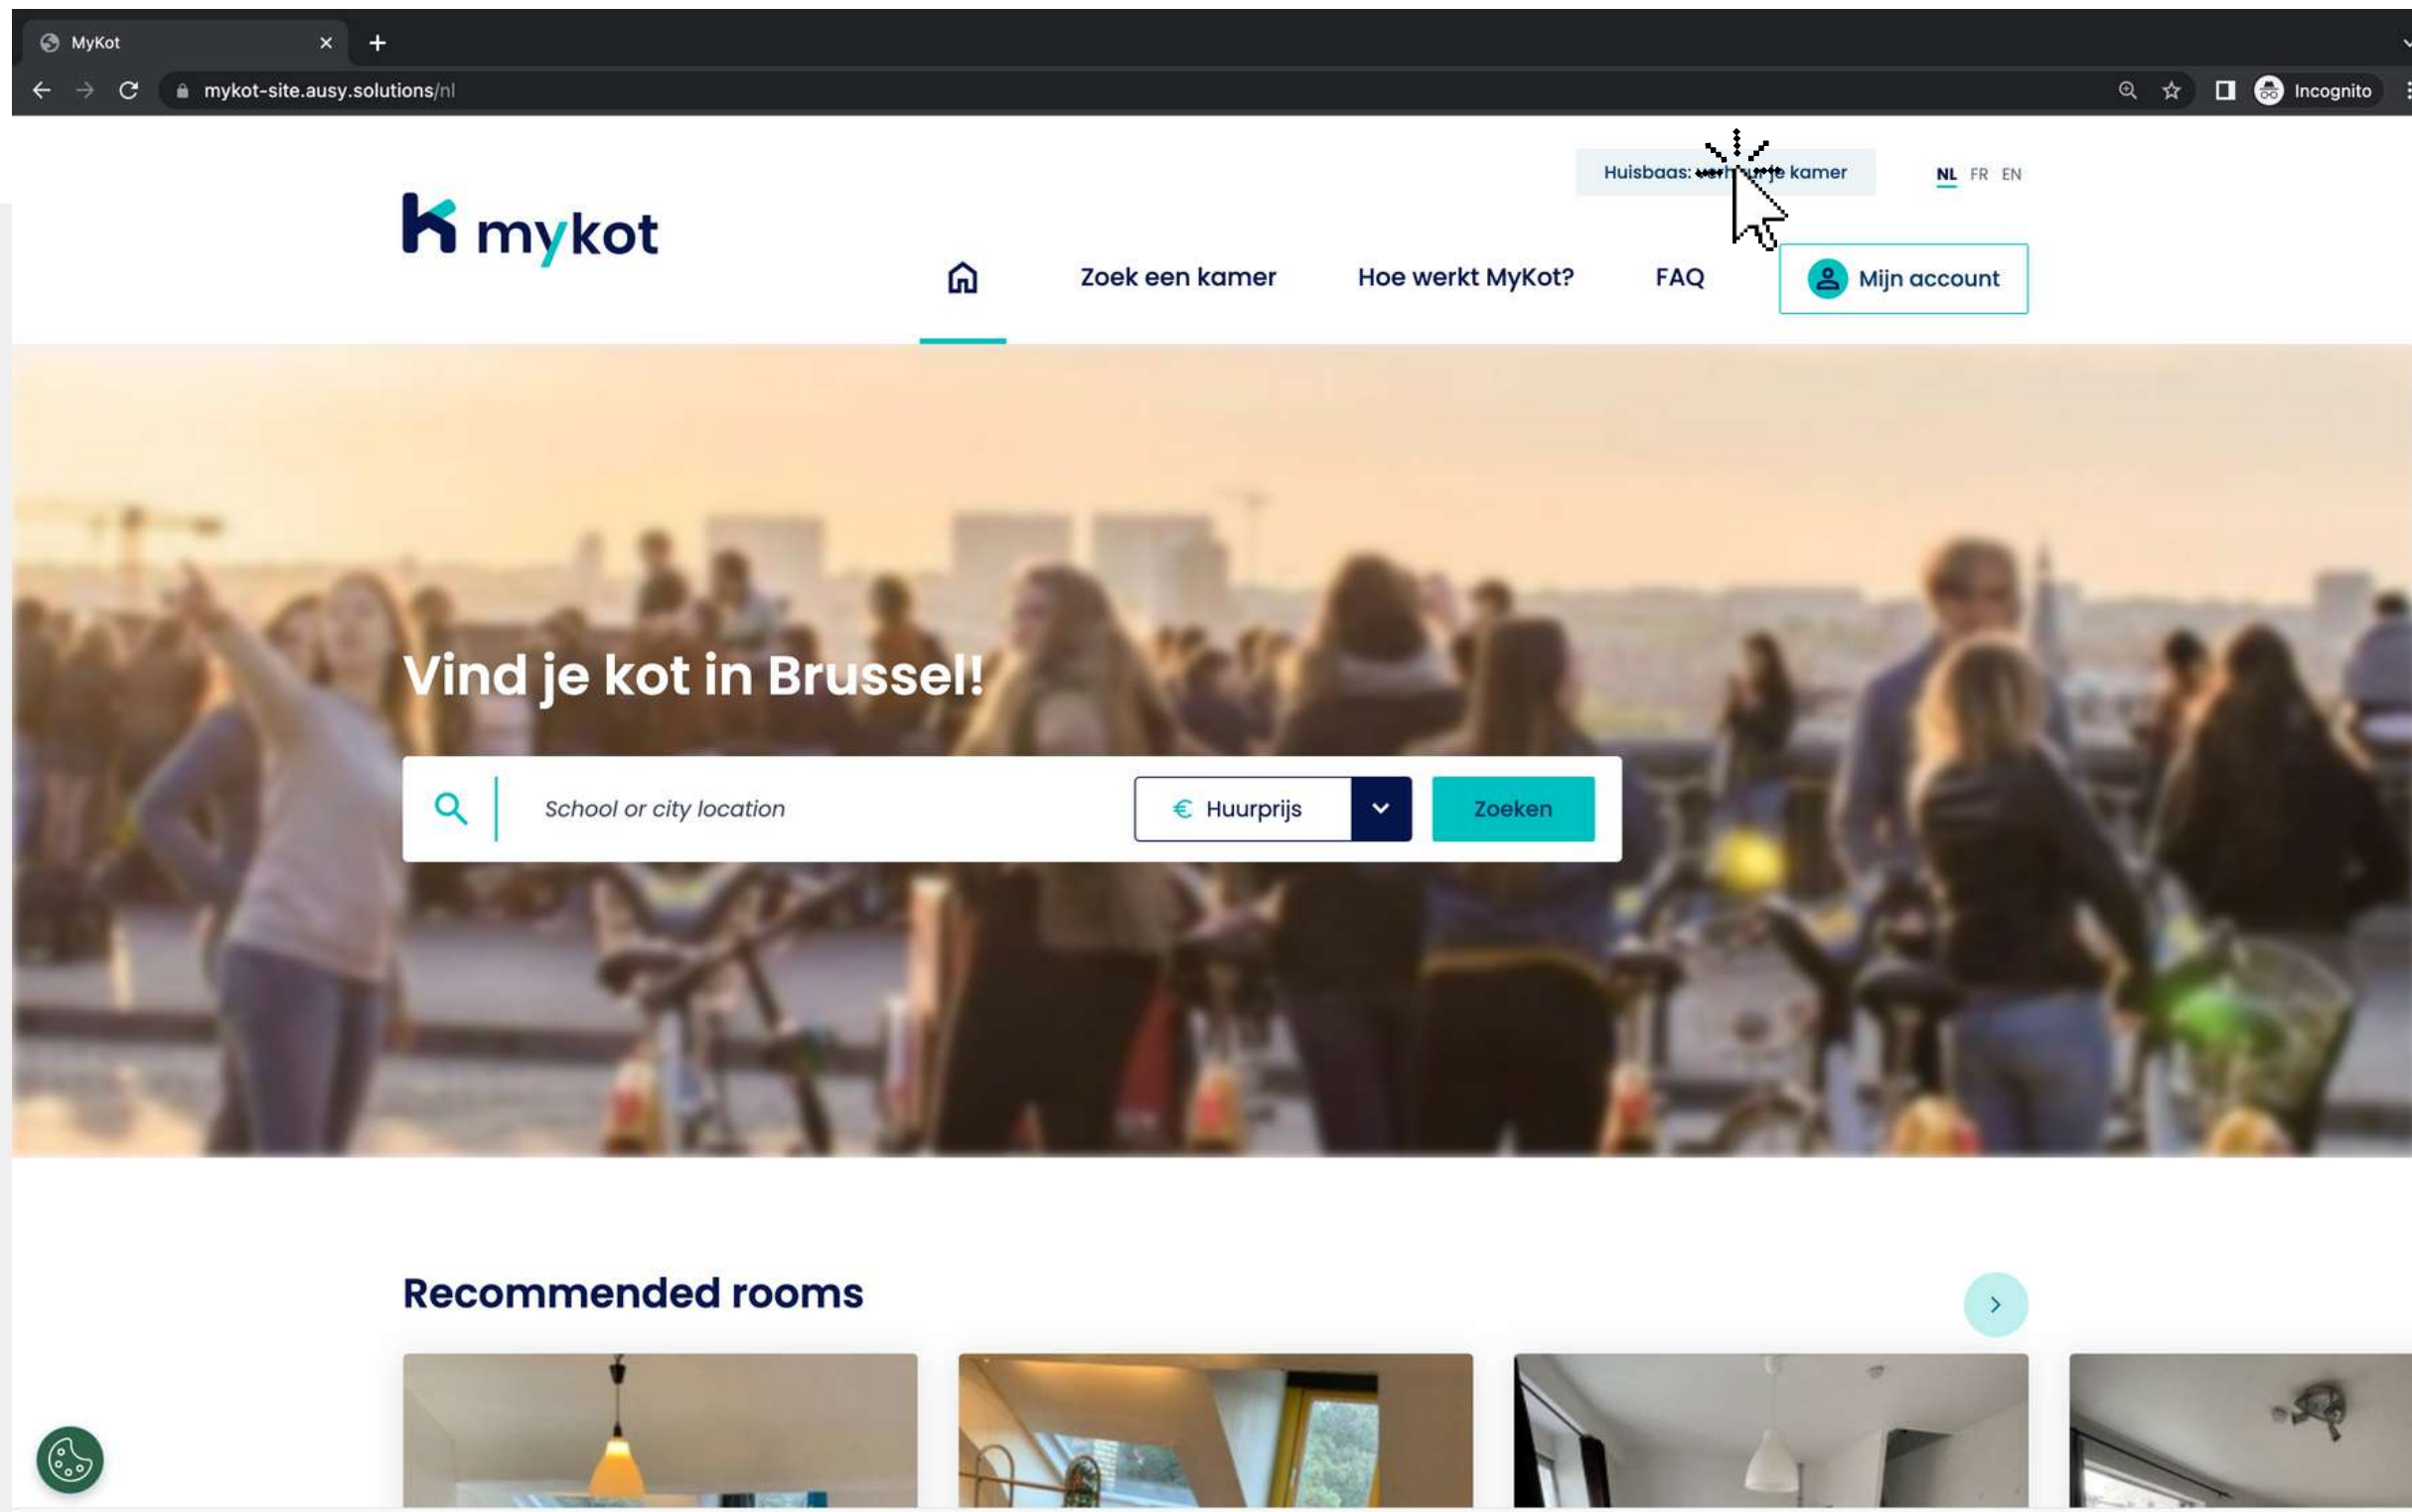 MyKot
mykot-site.ausy.solutions/nl
Incognito
Huisbaas: je kamer
NL FR EN
mykot
Zoek een kamer
Hoe werkt MyKot?
FAQ
Mijn account
Vind je kot in Brussel!
School or city location
€ Huurprijs
Zoeken
Recommended rooms